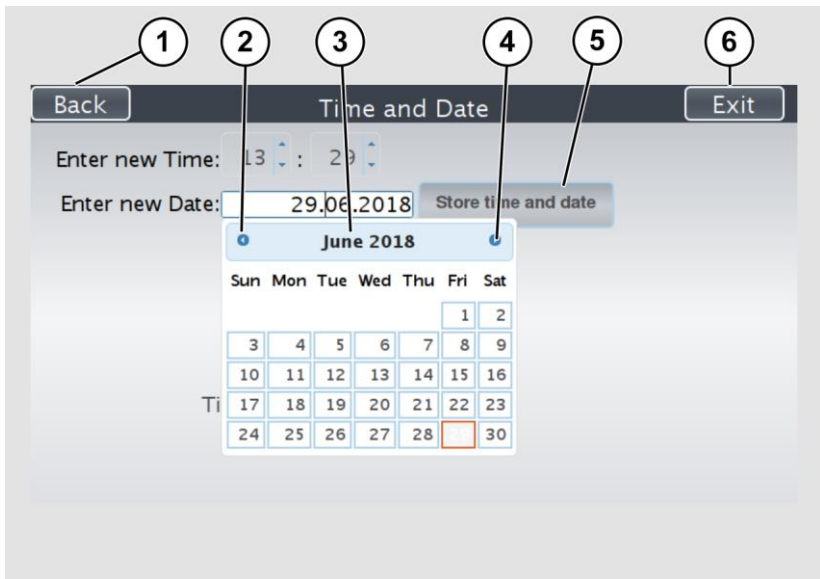 1 2 3 4 5 6
Back Time and Date Exit
Enter new Time: 13 : 29
Enter new Date: 29.06.2018 Store time and date
June 2018
Sun Mon Tue Wed Thu Fri Sat
1 2
3 4 5 6 7 8 9
10 11 12 13 14 15 16
Ti 17 18 19 20 21 22 23
24 25 26 27 28 29 30